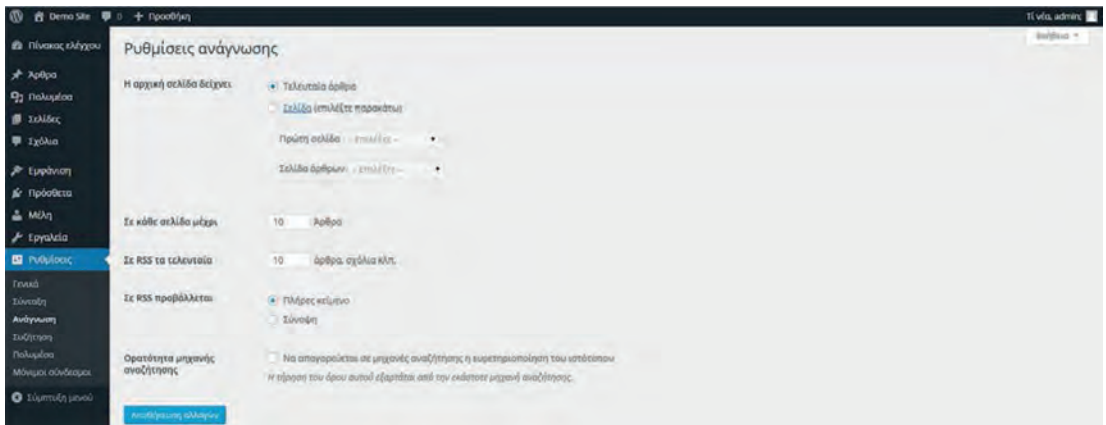 Demo Site 0 + Προσθήκη Τί νέα, admin;
Βοήθεια
Πίνακας ελέγχου
Άρθρα
Πολυμέσα
Σελίδες
Σχόλια
Εμφάνιση
Πρόσθετα
Μέλη
Εργαλεία
Ρυθμίσεις
Γενικά
Σύνταξη
Ανάγνωση
Συζήτηση
Πολυμέσα
Μόνιμοι σύνδεσμοι
Σύμπτυξη μενού
Ρυθμίσεις ανάγνωσης
Η αρχική σελίδα δείχνει
Τελευταία άρθρα
Σελίδα (επιλέξτε παρακάτω)
Πρώτη σελίδα: - επιλέξτε -
Σελίδα άρθρων: - επιλέξτε -
Σε κάθε σελίδα μέχρι 10 Άρθρα
Σε RSS τα τελευταία 10 άρθρα, σχόλια κλπ.
Σε RSS προβάλλεται
Πλήρες κείμενο
Σύνοψη
Ορατότητα μηχανής
αναζήτησης
Να απαγορεύεται σε μηχανές αναζήτησης η ευρετηριοποίηση του ιστότοπου
Η τήρηση του όρου αυτού εξαρτάται από την εκάστοτε μηχανή αναζήτησης.
Αποθήκευση αλλαγών